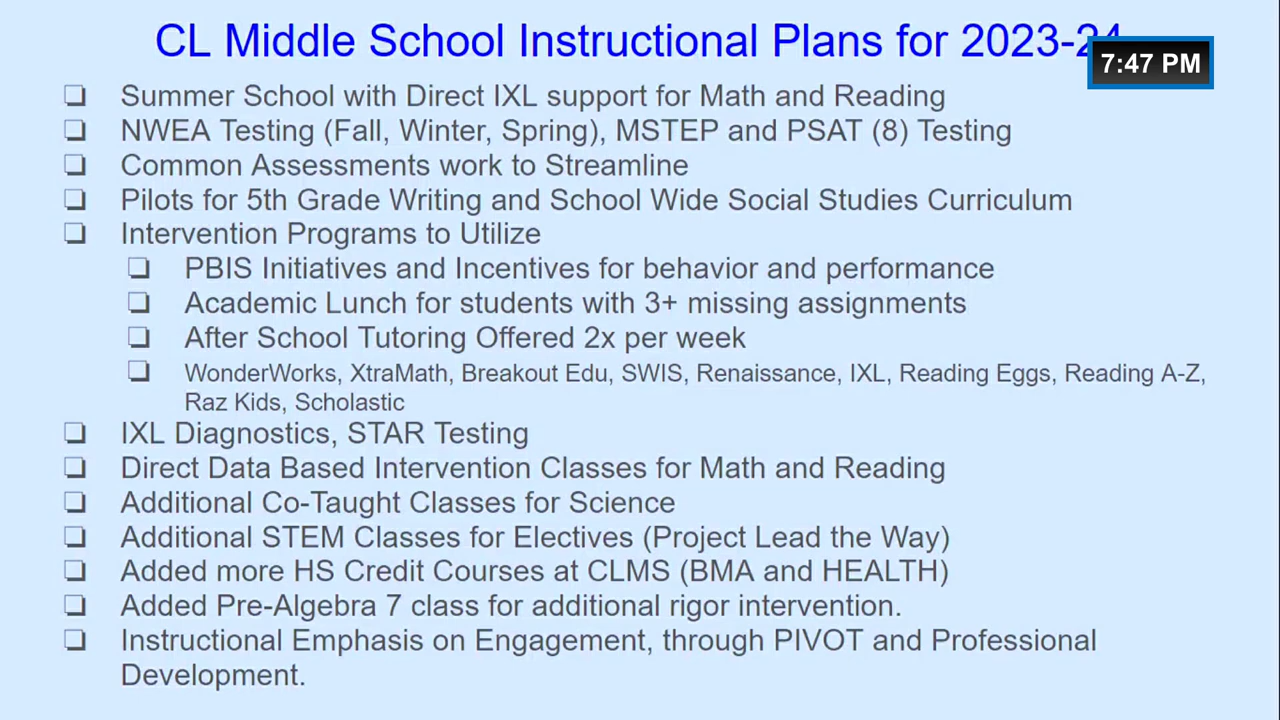 CL Middle School Instructional Plans for 2023-24
7:47 PM
Summer School with Direct IXL support for Math and Reading
NWEA Testing (Fall, Winter, Spring), MSTEP and PSAT (8) Testing
Common Assessments work to Streamline
Pilots for 5th Grade Writing and School Wide Social Studies Curriculum
Intervention Programs to Utilize
PBIS Initiatives and Incentives for behavior and performance
Academic Lunch for students with 3+ missing assignments
After School Tutoring Offered 2x per week
WonderWorks, XtraMath, Breakout Edu, SWIS, Renaissance, IXL, Reading Eggs, Reading A-Z,
Raz Kids, Scholastic
IXL Diagnostics, STAR Testing
Direct Data Based Intervention Classes for Math and Reading
Additional Co-Taught Classes for Science
Additional STEM Classes for Electives (Project Lead the Way)
Added more HS Credit Courses at CLMS (BMA and HEALTH)
Added Pre-Algebra 7 class for additional rigor intervention.
Instructional Emphasis on Engagement, through PIVOT and Professional
Development.